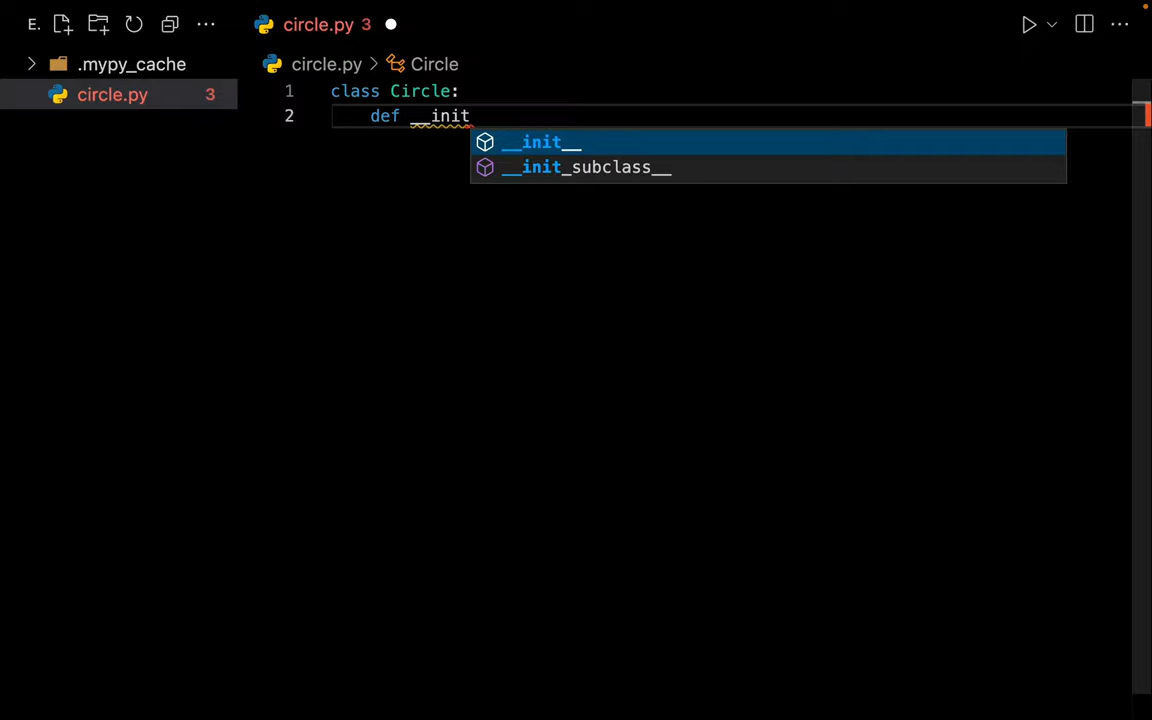 E. ... circle.py 3 ...
.mypy_cache circle.py > Circle
circle.py 3
1 class Circle:
2 def __init
__init__
__init_subclass__